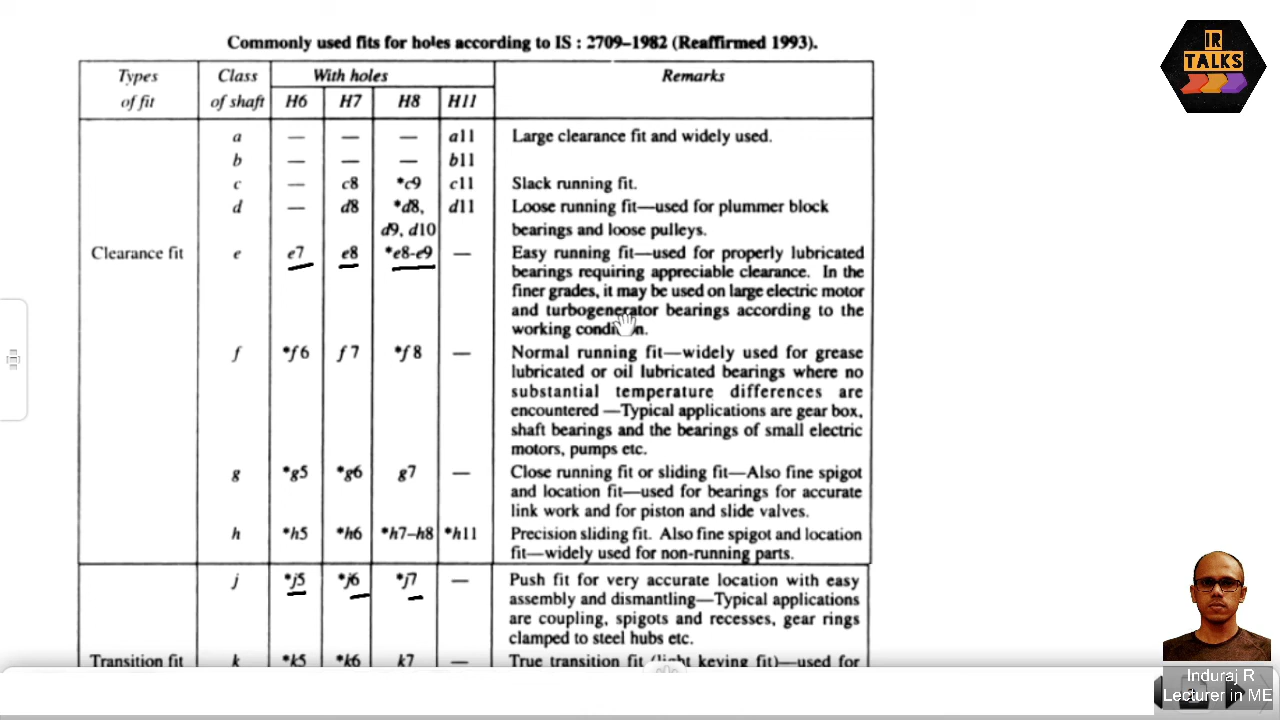 Commonly used fits for holes according to IS : 2709–1982 (Reaffirmed 1993).
IR
TALKS
Types of fit Class of shaft With holes Remarks
H6 H7 H8 H11
a — — — a11 Large clearance fit and widely used.
b — — — b11
c — c8 *c9 c11 Slack running fit.
d — d8 *d8, d11 Loose running fit—used for plummer block
d9, d10 bearings and loose pulleys.
Clearance fit e e7 e8 *e8-e9 — Easy running fit—used for properly lubricated
bearings requiring appreciable clearance. In the
finer grades, it may be used on large electric motor
and turbogenerator bearings according to the
working condition.
f *f6 f7 *f8 — Normal running fit—widely used for grease
lubricated or oil lubricated bearings where no
substantial temperature differences are
encountered —Typical applications are gear box,
shaft bearings and the bearings of small electric
motors, pumps etc.
g *g5 *g6 g7 — Close running fit or sliding fit—Also fine spigot
and location fit—used for bearings for accurate
link work and for piston and slide valves.
h *h5 *h6 *h7–h8 *h11 Precision sliding fit. Also fine spigot and location
fit—widely used for non-running parts.
j *j5 *j6 *j7 — Push fit for very accurate location with easy
assembly and dismantling—Typical applications
are coupling, spigots and recesses, gear rings
clamped to steel hubs etc.
Transition fit k *k5 *k6 k7 — True transition fit (light keying fit)—used for
Induraj R
Lecturer in ME